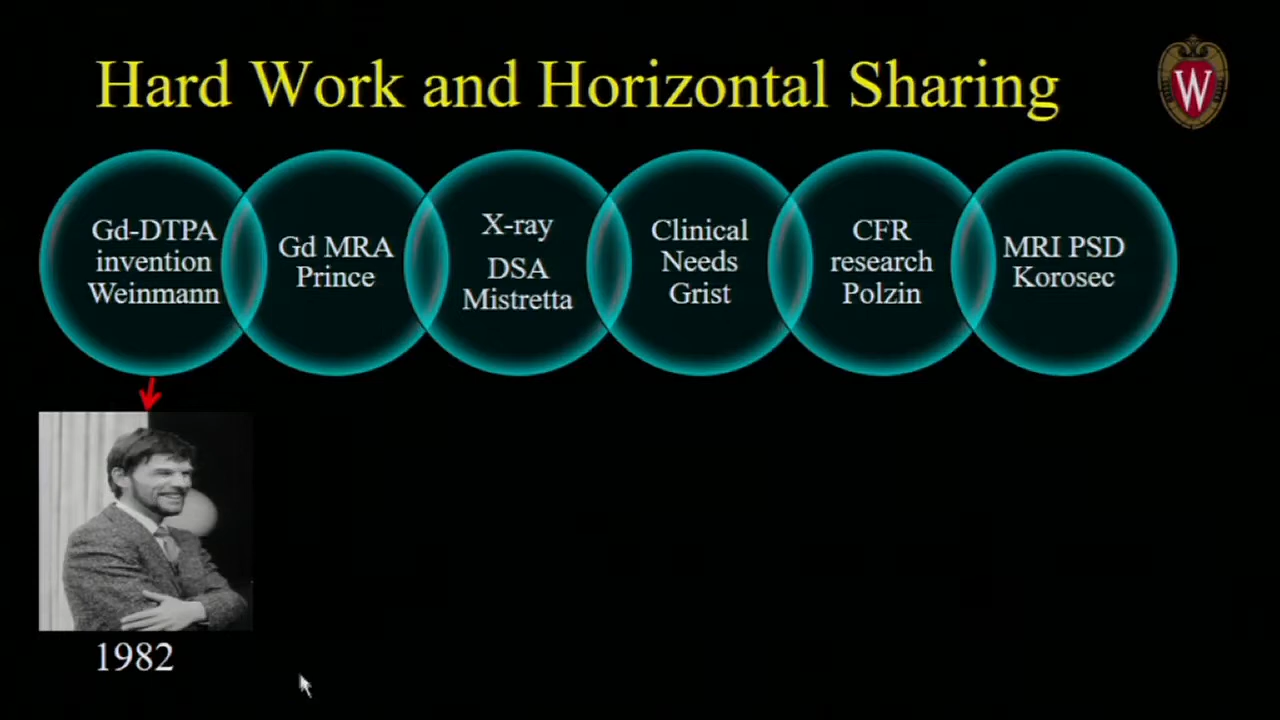 Hard Work and Horizontal Sharing
W
Gd-DTPA
invention
Weinmann
Gd MRA
Prince
X-ray
DSA
Mistretta
Clinical
Needs
Grist
CFR
research
Polzin
MRI PSD
Korosec
1982